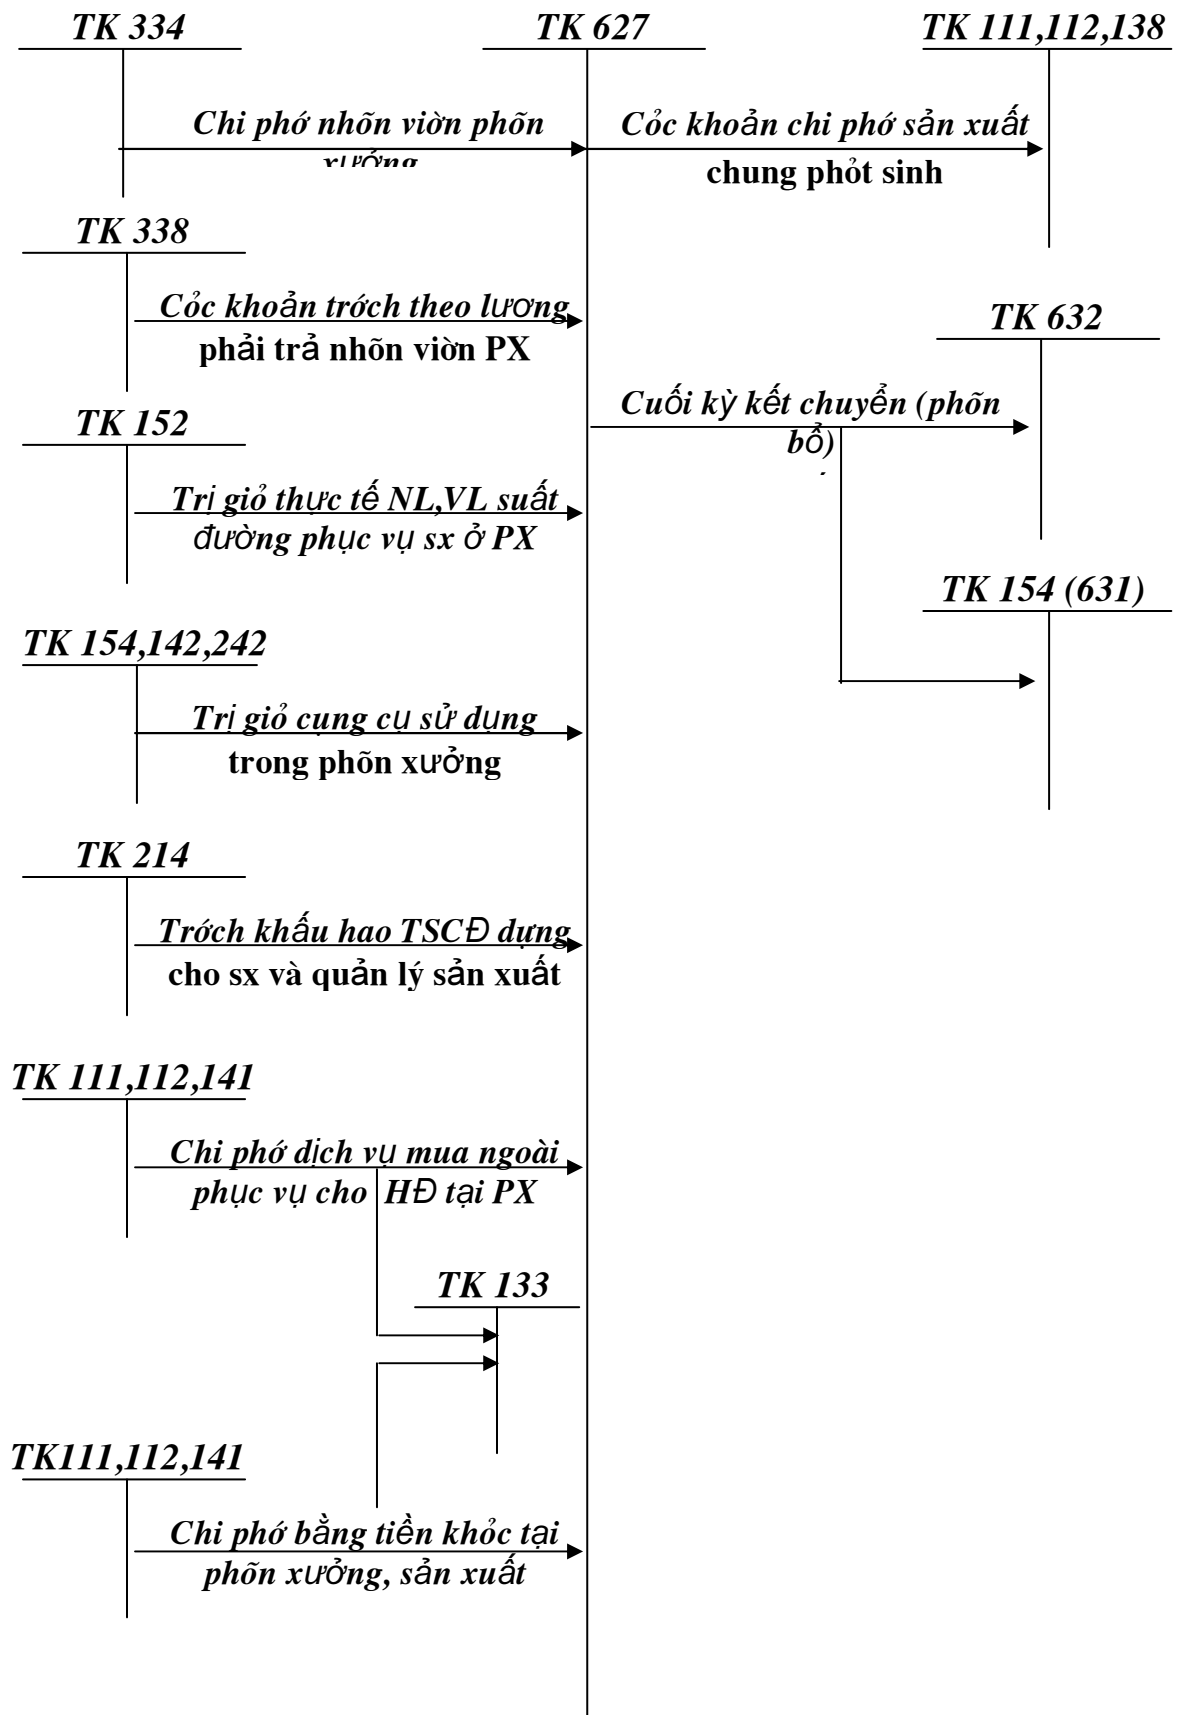 TK 334
TK 627
TK 111,112,138
Chi phớ nhõn viờn phõn
xưởng
Cỏc khoản chi phớ sản xuất
chung phỏt sinh
TK 338
Cỏc khoản trớch theo lương
phải trả nhõn viờn PX
TK 632
Cuối kỳ kết chuyển (phõn
bổ)
TK 152
Trị giỏ thực tế NL,VL suất
đường phục vụ sx ở PX
TK 154 (631)
TK 154,142,242
Trị giỏ cụng cụ sử dụng
trong phõn xưởng
TK 214
Trớch khấu hao TSCĐ dựng
cho sx và quản lý sản xuất
TK 111,112,141
Chi phớ dịch vụ mua ngoài
phục vụ cho HĐ tại PX
TK 133
TK111,112,141
Chi phớ bằng tiền khỏc tại
phõn xưởng, sản xuất